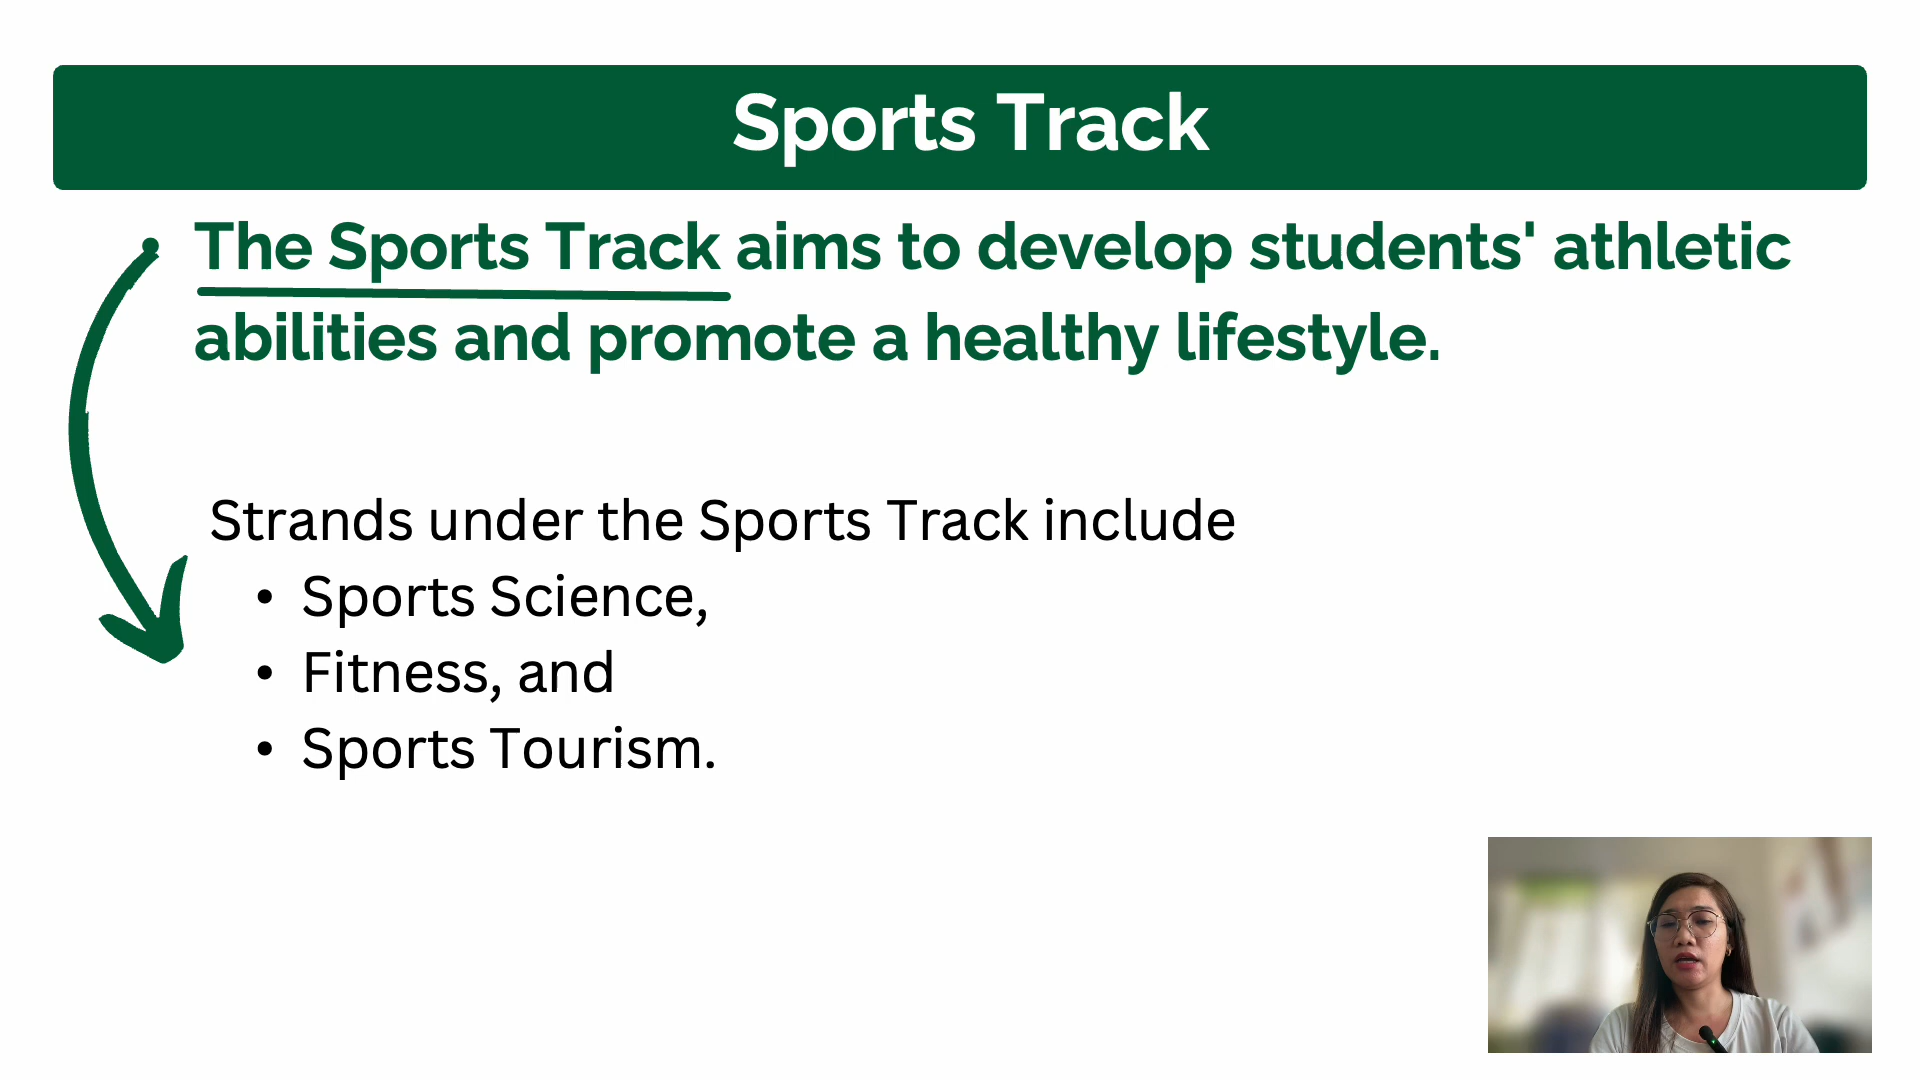 Sports Track
The Sports Track aims to develop students' athletic
abilities and promote a healthy lifestyle.
Strands under the Sports Track include
• Sports Science,
• Fitness, and
• Sports Tourism.